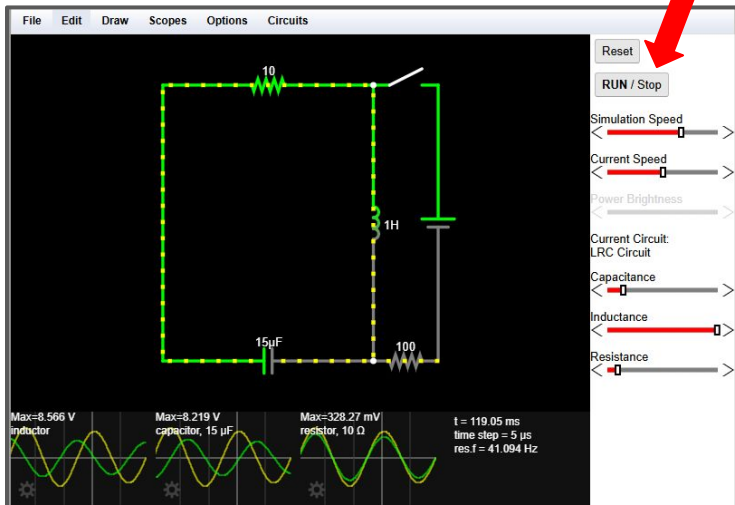 File Edit Draw Scopes Options Circuits
Reset
RUN / Stop
Simulation Speed
Current Speed
Power Brightness
Current Circuit:
LRC Circuit
Capacitance
Inductance
Resistance
10
1H
15µF
100
Max=8.566 V
inductor
Max=8.219 V
capacitor, 15 µF
Max=328.27 mV
resistor, 10 Ω
t = 119.05 ms
time step = 5 µs
res.f = 41.094 Hz